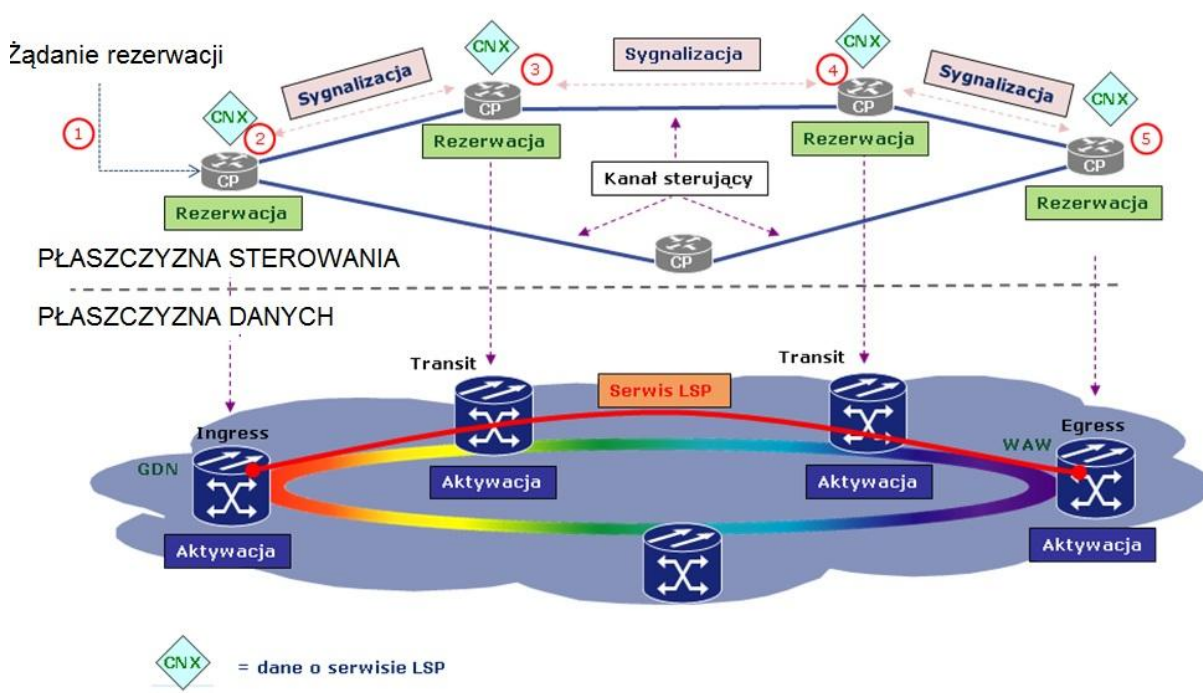 Żądanie rezerwacji
CNX
CNX
CNX
CNX
Sygnalizacja
Sygnalizacja
Sygnalizacja
1
2
3
4
5
CP
CP
CP
CP
CP
Rezerwacja
Rezerwacja
Rezerwacja
Rezerwacja
Kanał sterujący
PŁASZCZYZNA STEROWANIA
PŁASZCZYZNA DANYCH
Transit
Transit
Serwis LSP
Ingress
Egress
GDN
WAW
Aktywacja
Aktywacja
Aktywacja
Aktywacja
CNX = dane o serwisie LSP